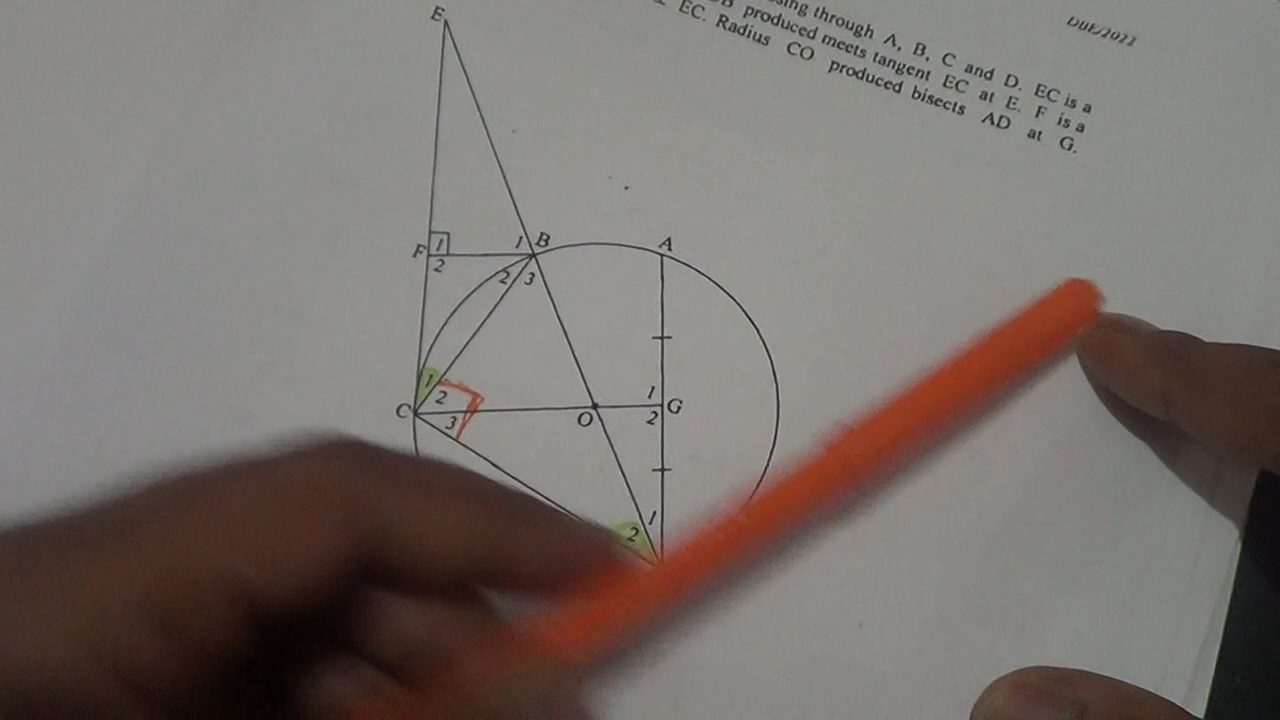 DBE/2021
sing through A, B, C and D. EC is a
produced meets tangent EC at E. F is a
EC. Radius CO produced bisects AD at G.
E
F 1 1 B A
2 2 3
1
C 2 1
3 O 2 G
1
2